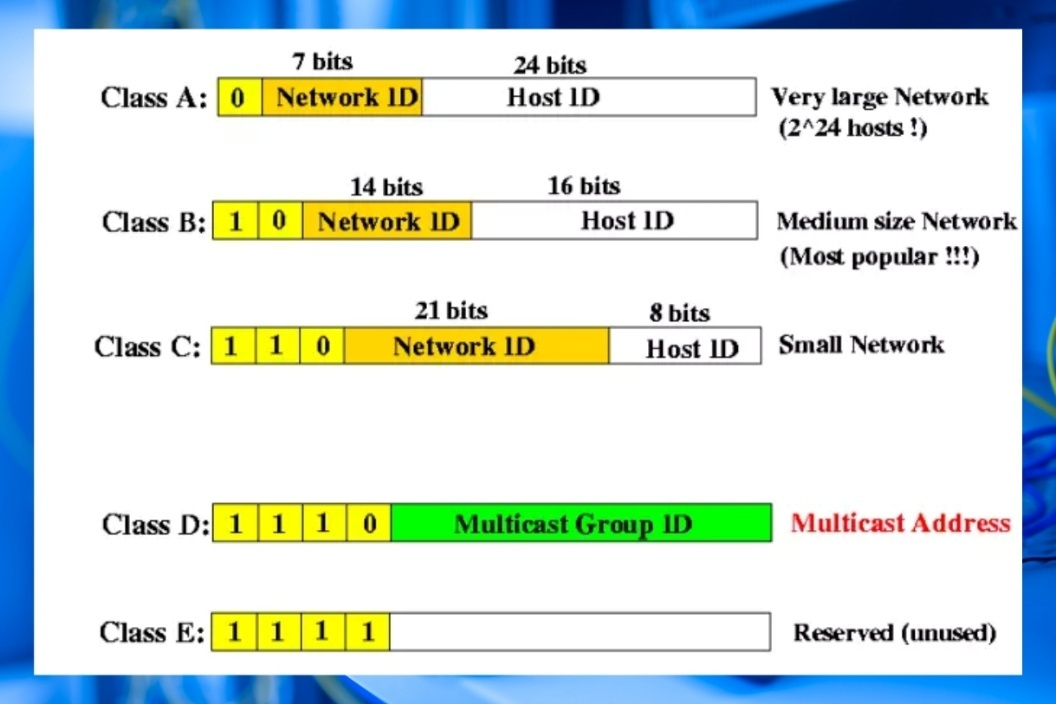 7 bits 24 bits
Class A: 0 Network ID Host ID Very large Network
(2^24 hosts !)
14 bits 16 bits
Class B: 1 0 Network ID Host ID Medium size Network
(Most popular !!!)
21 bits 8 bits
Class C: 1 1 0 Network ID Host ID Small Network
Class D: 1 1 1 0 Multicast Group ID Multicast Address
Class E: 1 1 1 1 Reserved (unused)